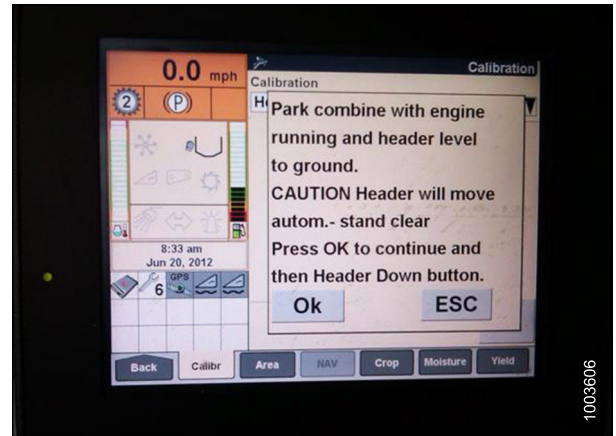 0.0 mph
Calibration
Calibration
2
P
He
Park combine with engine
running and header level
to ground.
CAUTION Header will move
autom.- stand clear
Press OK to continue and
then Header Down button.
Ok
ESC
8:33 am
Jun 20, 2012
6
GPS
Back
Calibr
Area
NAV
Crop
Moisture
Yield
1003606